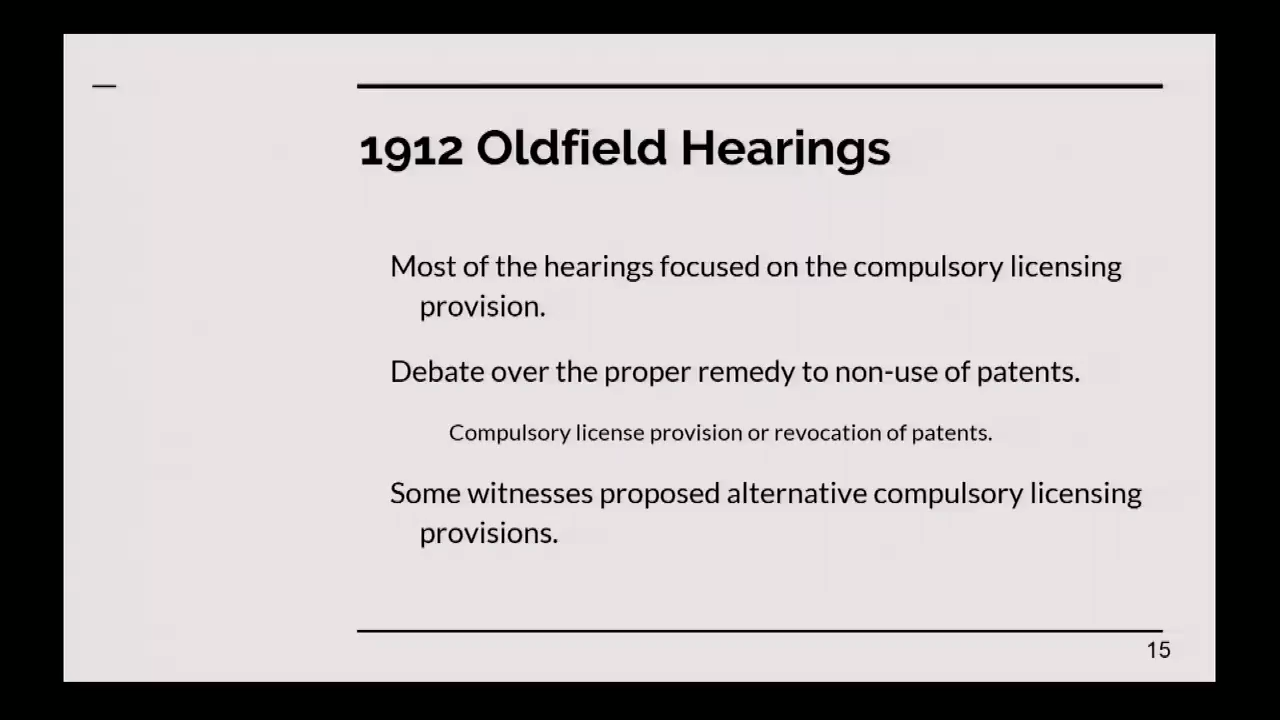 1912 Oldfield Hearings
Most of the hearings focused on the compulsory licensing
provision.
Debate over the proper remedy to non-use of patents.
Compulsory license provision or revocation of patents.
Some witnesses proposed alternative compulsory licensing
provisions.
15